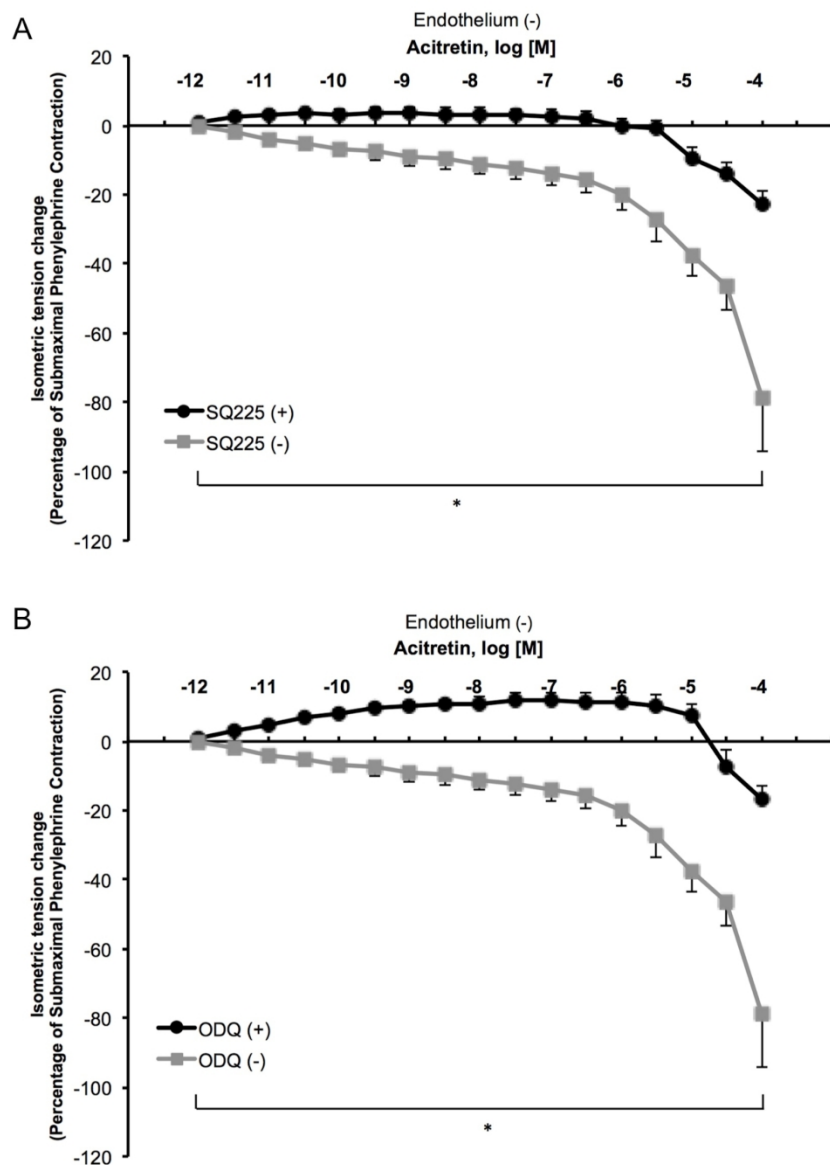 A
Endothelium (-)
Acitretin, log [M]
-12 -11 -10 -9 -8 -7 -6 -5 -4
20
0
-20
-40
-60
-80
-100
-120
Isometric tension change
(Percentage of Submaximal Phenylephrine Contraction)
SQ225 (+)
SQ225 (-)
*
B
Endothelium (-)
Acitretin, log [M]
-12 -11 -10 -9 -8 -7 -6 -5 -4
20
0
-20
-40
-60
-80
-100
-120
Isometric tension change
(Percentage of Submaximal Phenylephrine Contraction)
ODQ (+)
ODQ (-)
*